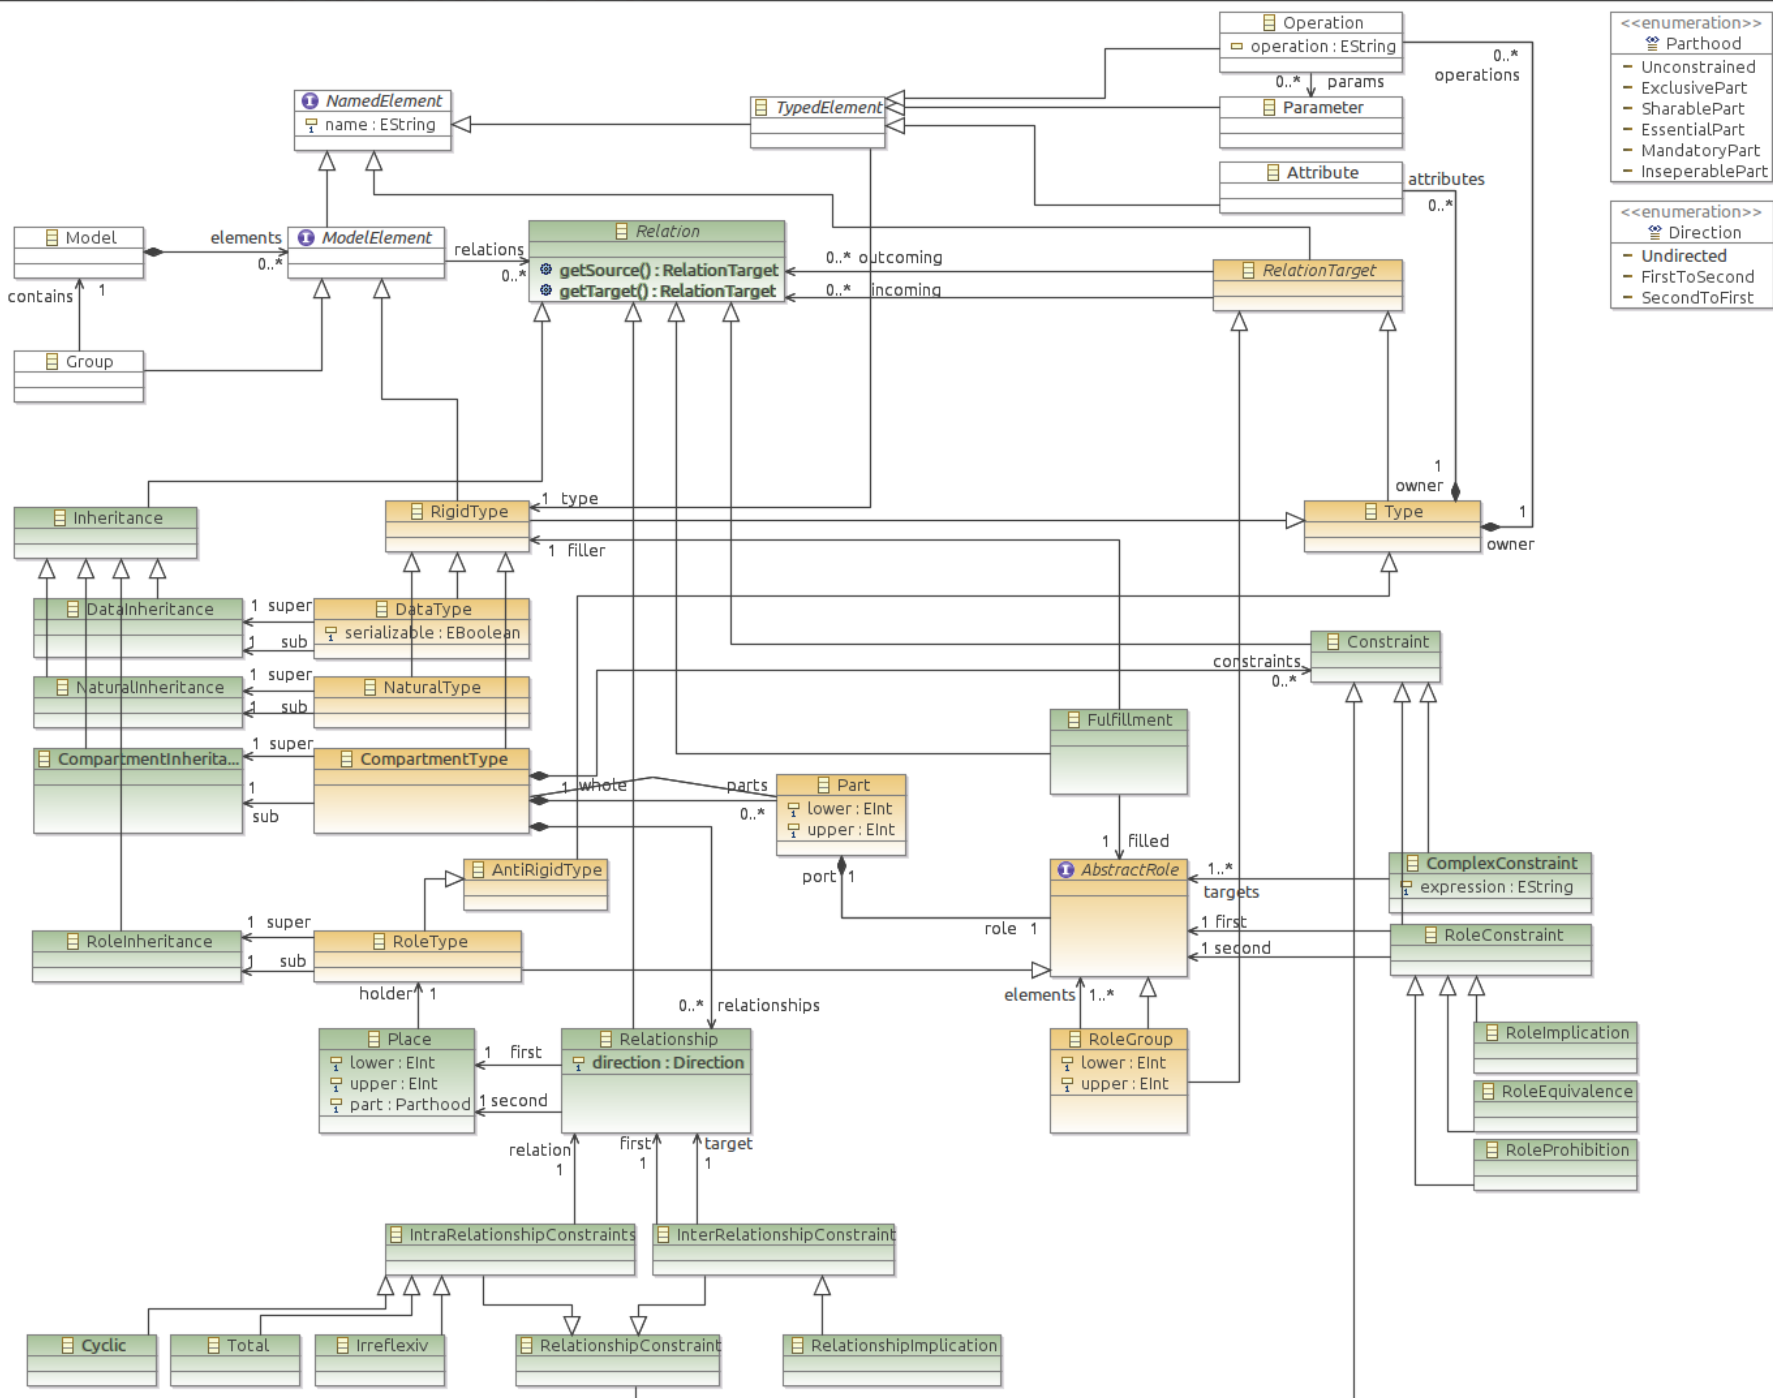 Operation
operation : EString
0..*
operations
0..* params
Parameter
Attribute
attributes
0..*
<<enumeration>>
Parthood
Unconstrained
ExclusivePart
SharablePart
EssentialPart
MandatoryPart
InseperablePart
<<enumeration>>
Direction
Undirected
FirstToSecond
SecondToFirst
NamedElement
name : EString
TypedElement
Model
elements
0..*
ModelElement
relations
0..*
Relation
getSource() : RelationTarget
getTarget() : RelationTarget
0..* outcoming
0..* incoming
RelationTarget
contains 1
Group
1
owner
Inheritance
RigidType
1 type
1 filler
Type
1
owner
DataInheritance
1 super
1 sub
DataType
serializable : EBoolean
NaturalInheritance
1 super
1 sub
NaturalType
Constraint
constraints
0..*
CompartmentInherita...
1 super
1
sub
CompartmentType
1 whole
parts
0..*
Part
lower : EInt
upper : EInt
Fulfillment
port 1
1 filled
AbstractRole
role 1
1..*
targets
ComplexConstraint
expression : EString
AntiRigidType
1 first
1 second
RoleConstraint
RoleInheritance
1 super
1 sub
RoleType
holder 1
0..* relationships
elements 1..*
Place
lower : EInt
upper : EInt
part : Parthood
1 first
1 second
Relationship
direction : Direction
RoleGroup
lower : EInt
upper : EInt
RoleImplication
RoleEquivalence
RoleProhibition
relation
1
first
1
target
1
IntraRelationshipConstraints
InterRelationshipConstraint
Cyclic
Total
Irreflexiv
RelationshipConstraint
RelationshipImplication